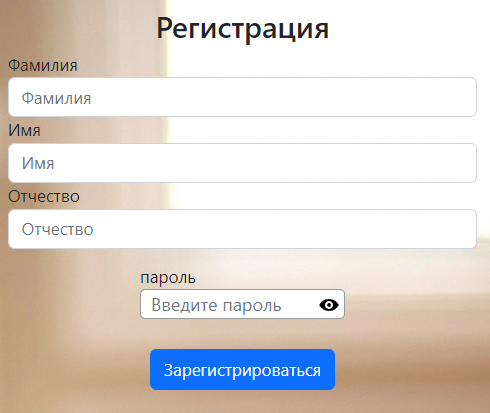 Регистрация
Фамилия
Фамилия
Имя
Имя
Отчество
Отчество
пароль
Введите пароль
Зарегистрироваться